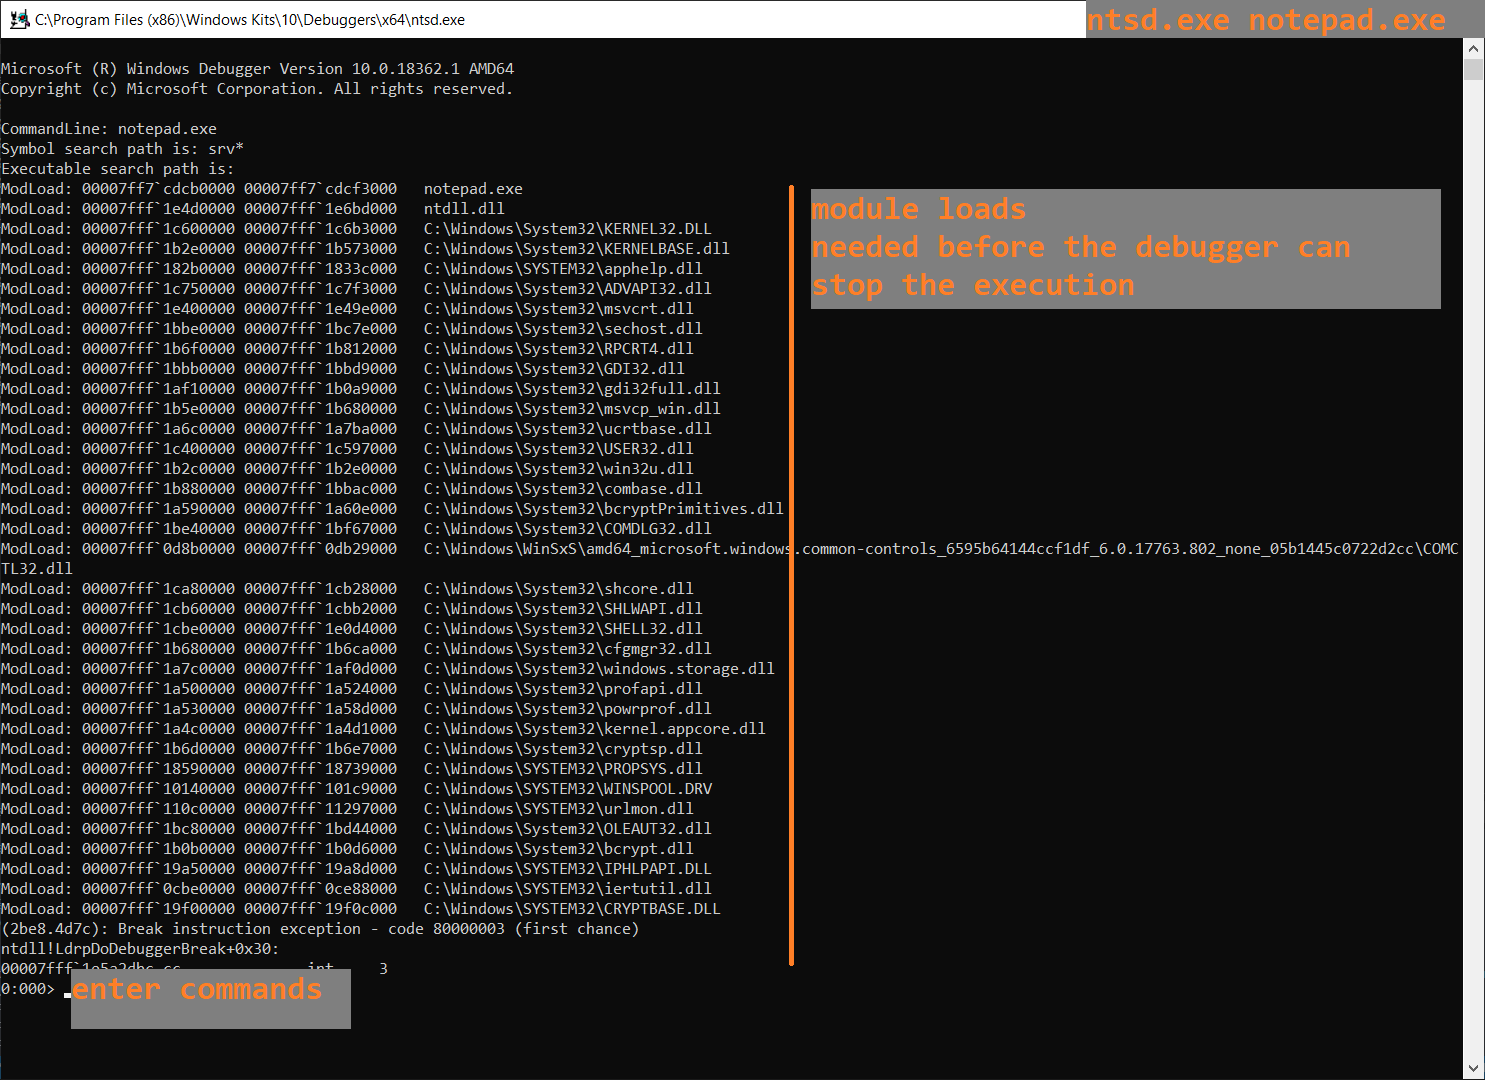 C:\Program Files (x86)\Windows Kits\10\Debuggers\x64\ntsd.exe
ntsd.exe notepad.exe
Microsoft (R) Windows Debugger Version 10.0.18362.1 AMD64
Copyright (c) Microsoft Corporation. All rights reserved.
CommandLine: notepad.exe
Symbol search path is: srv*
Executable search path is:
ModLoad: 00007ff7`cdcb0000 00007ff7`cdcf3000   notepad.exe
ModLoad: 00007fff`1e4d0000 00007fff`1e6bd000   ntdll.dll
ModLoad: 00007fff`1c600000 00007fff`1c6b3000   C:\Windows\System32\KERNEL32.DLL
ModLoad: 00007fff`1b2e0000 00007fff`1b573000   C:\Windows\System32\KERNELBASE.dll
ModLoad: 00007fff`182b0000 00007fff`1833c000   C:\Windows\SYSTEM32\apphelp.dll
ModLoad: 00007fff`1c750000 00007fff`1c7f3000   C:\Windows\System32\ADVAPI32.dll
ModLoad: 00007fff`1e400000 00007fff`1e49e000   C:\Windows\System32\msvcrt.dll
ModLoad: 00007fff`1bbe0000 00007fff`1bc7e000   C:\Windows\System32\sechost.dll
ModLoad: 00007fff`1b6f0000 00007fff`1b812000   C:\Windows\System32\RPCRT4.dll
ModLoad: 00007fff`1bbb0000 00007fff`1bbd9000   C:\Windows\System32\GDI32.dll
ModLoad: 00007fff`1af10000 00007fff`1b0a9000   C:\Windows\System32\gdi32full.dll
ModLoad: 00007fff`1b5e0000 00007fff`1b680000   C:\Windows\System32\msvcp_win.dll
ModLoad: 00007fff`1a6c0000 00007fff`1a7ba000   C:\Windows\System32\ucrtbase.dll
ModLoad: 00007fff`1c400000 00007fff`1c597000   C:\Windows\System32\USER32.dll
ModLoad: 00007fff`1b2c0000 00007fff`1b2e0000   C:\Windows\System32\win32u.dll
ModLoad: 00007fff`1b880000 00007fff`1bbac000   C:\Windows\System32\combase.dll
ModLoad: 00007fff`1a590000 00007fff`1a60e000   C:\Windows\System32\bcryptPrimitives.dll
ModLoad: 00007fff`1be40000 00007fff`1bf67000   C:\Windows\System32\COMDLG32.dll
ModLoad: 00007fff`0d8b0000 00007fff`0db29000   C:\Windows\WinSxS\amd64_microsoft.windows.common-controls_6595b64144ccf1df_6.0.17763.802_none_05b1445c0722d2cc\COMC
TL32.dll
ModLoad: 00007fff`1ca80000 00007fff`1cb28000   C:\Windows\System32\shcore.dll
ModLoad: 00007fff`1cb60000 00007fff`1cbb2000   C:\Windows\System32\SHLWAPI.dll
ModLoad: 00007fff`1cbe0000 00007fff`1e0d4000   C:\Windows\System32\SHELL32.dll
ModLoad: 00007fff`1b680000 00007fff`1b6ca000   C:\Windows\System32\cfgmgr32.dll
ModLoad: 00007fff`1a7c0000 00007fff`1af0d000   C:\Windows\System32\windows.storage.dll
ModLoad: 00007fff`1a500000 00007fff`1a524000   C:\Windows\System32\profapi.dll
ModLoad: 00007fff`1a530000 00007fff`1a58d000   C:\Windows\System32\powrprof.dll
ModLoad: 00007fff`1a4c0000 00007fff`1a4d1000   C:\Windows\System32\kernel.appcore.dll
ModLoad: 00007fff`1b6d0000 00007fff`1b6e7000   C:\Windows\System32\cryptsp.dll
ModLoad: 00007fff`18590000 00007fff`18739000   C:\Windows\SYSTEM32\PROPSYS.dll
ModLoad: 00007fff`10140000 00007fff`101c9000   C:\Windows\SYSTEM32\WINSPOOL.DRV
ModLoad: 00007fff`110c0000 00007fff`11297000   C:\Windows\SYSTEM32\urlmon.dll
ModLoad: 00007fff`1bc80000 00007fff`1bd44000   C:\Windows\System32\OLEAUT32.dll
ModLoad: 00007fff`1b0b0000 00007fff`1b0d6000   C:\Windows\System32\bcrypt.dll
ModLoad: 00007fff`19a50000 00007fff`19a8d000   C:\Windows\SYSTEM32\IPHLPAPI.DLL
ModLoad: 00007fff`0cbe0000 00007fff`0ce88000   C:\Windows\SYSTEM32\iertutil.dll
ModLoad: 00007fff`19f00000 00007fff`19f0c000   C:\Windows\SYSTEM32\CRYPTBASE.DLL
(2be8.4d7c): Break instruction exception - code 80000003 (first chance)
ntdll!LdrpDoDebuggerBreak+0x30:
int     3
0:000>
enter commands
module loads
needed before the debugger can
stop the execution